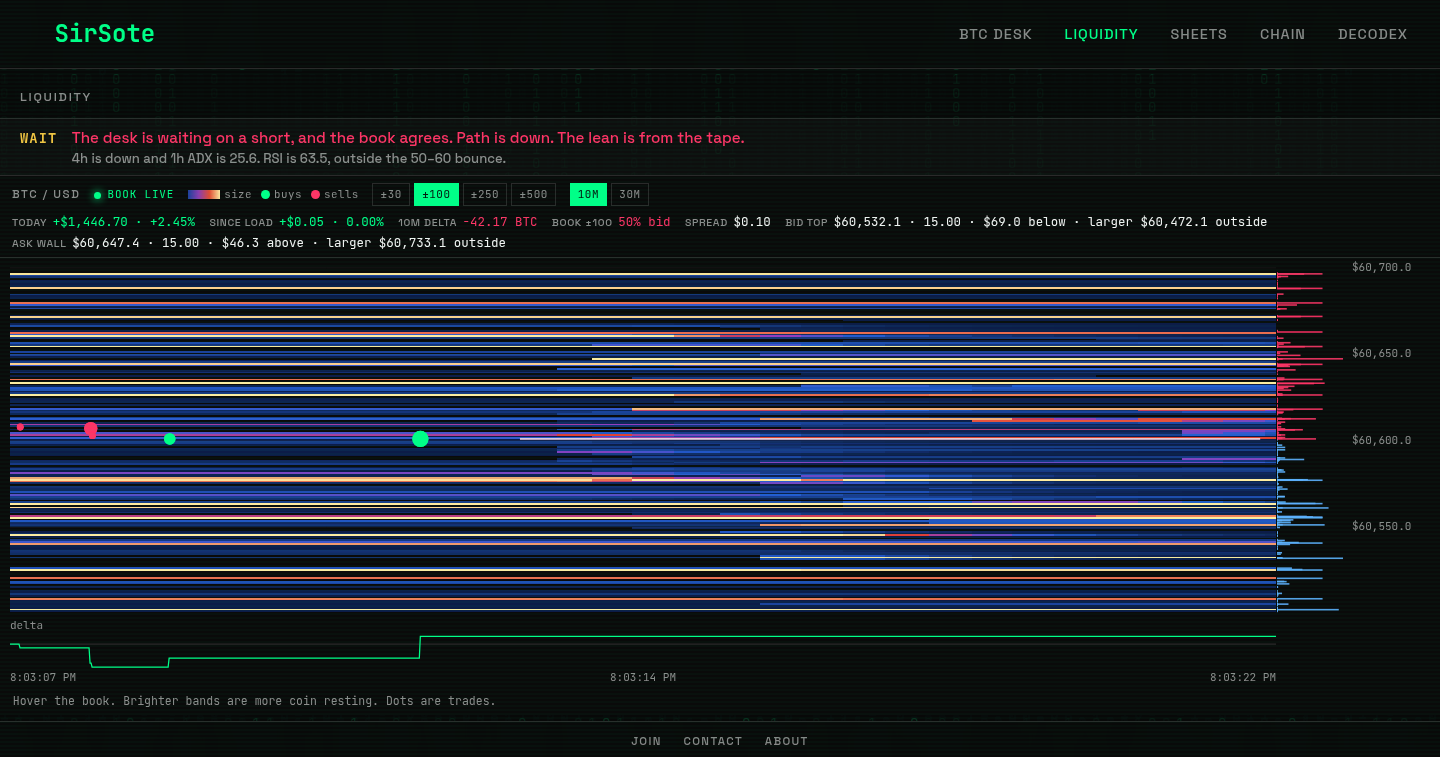 SirSote
BTC DESK LIQUIDITY SHEETS CHAIN DECODEX
LIQUIDITY
WAIT The desk is waiting on a short, and the book agrees. Path is down. The lean is from the tape.
4h is down and 1h ADX is 25.6. RSI is 63.5, outside the 50–60 bounce.
BTC / USD BOOK LIVE size buys sells ±30 ±100 ±250 ±500 10M 30M
TODAY +$1,446.70 · +2.45% SINCE LOAD +$0.05 · 0.00% 10M DELTA -42.17 BTC BOOK ±100 50% bid SPREAD $0.10 BID TOP $60,532.1 · 15.00 · $69.0 below · larger $60,472.1 outside
ASK WALL $60,647.4 · 15.00 · $46.3 above · larger $60,733.1 outside
$60,700.0
$60,650.0
$60,600.0
$60,550.0
delta
8:03:07 PM 8:03:14 PM 8:03:22 PM
Hover the book. Brighter bands are more coin resting. Dots are trades.
JOIN CONTACT ABOUT